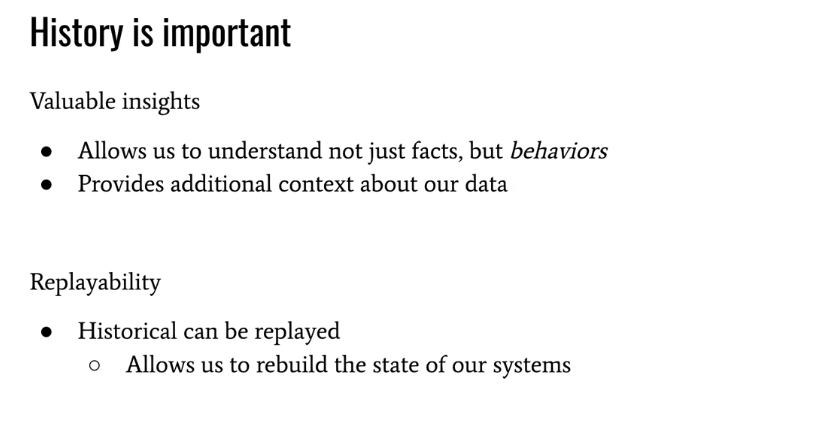 History is important
Valuable insights
● Allows us to understand not just facts, but behaviors
● Provides additional context about our data
Replayability
● Historical can be replayed
○ Allows us to rebuild the state of our systems